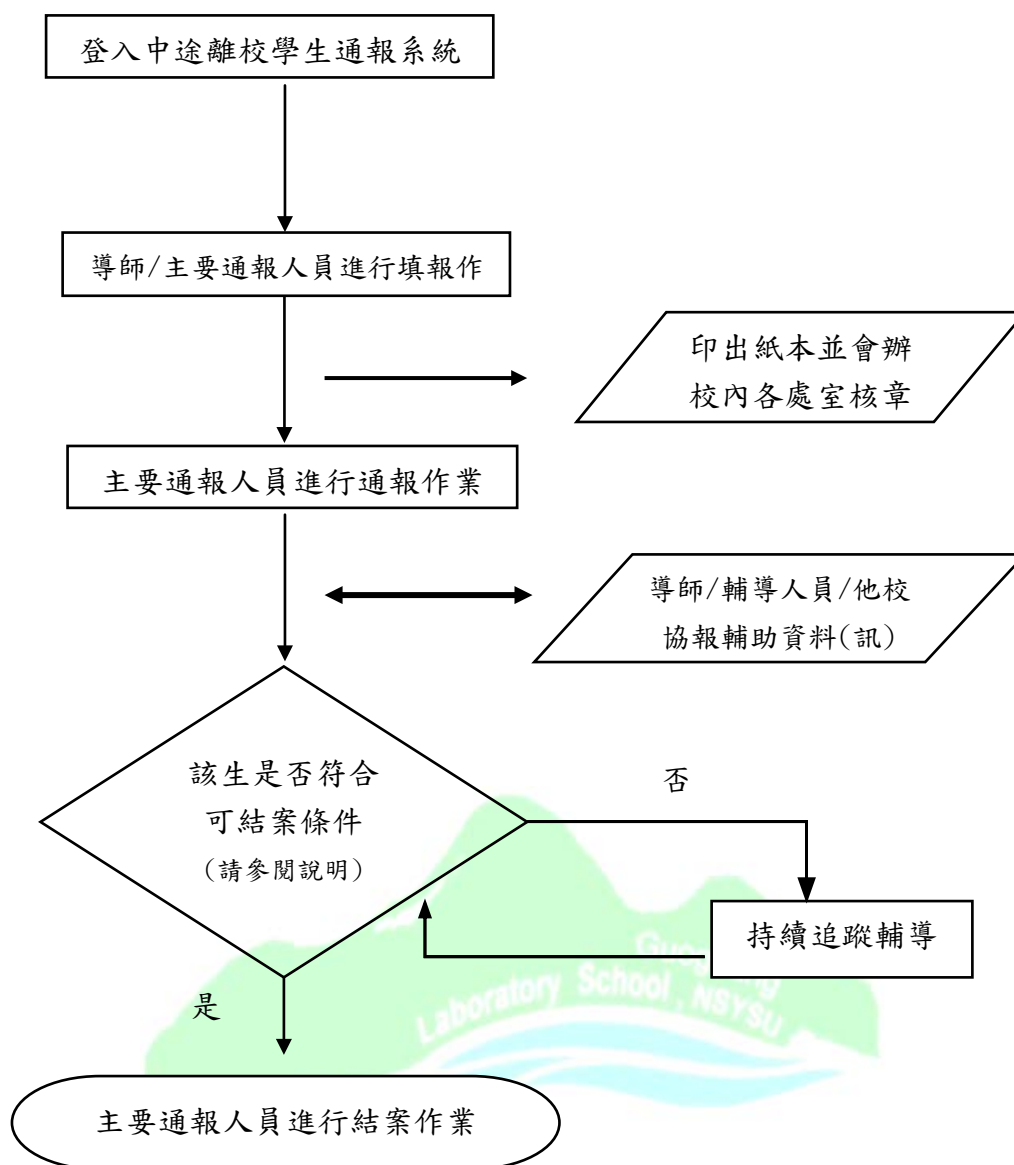 登入中途離校學生通報系統
導師/主要通報人員進行填報作
印出紙本並會辦
校內各處室核章
主要通報人員進行通報作業
導師/輔導人員/他校
協報輔助資料(訊)
該生是否符合
可結案條件
(請參閱說明)
否
持續追蹤輔導
Laboratory School , NSYSU
是
主要通報人員進行結案作業